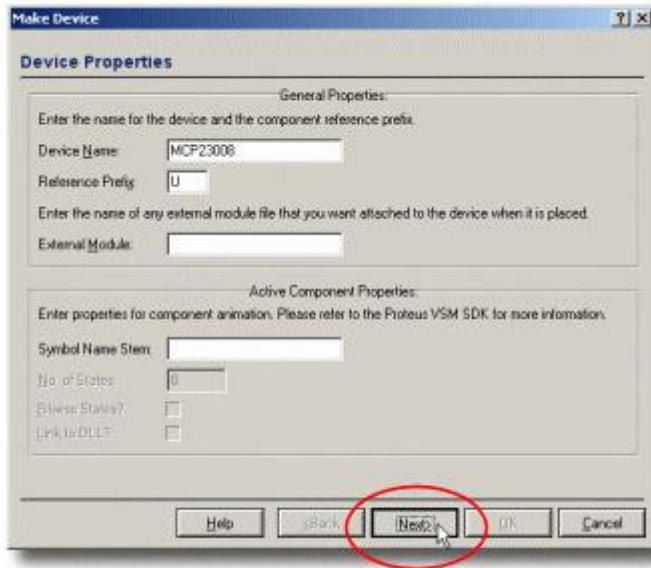 Make Device
Device Properties
General Properties:
Enter the name for the device and the component reference prefix.
Device Name: MCP23008
Reference Prefix: U
Enter the name of any external module file that you want attached to the device when it is placed.
External Module:
Active Component Properties:
Enter properties for component animation. Please refer to the Proteus VSM SDK for more information.
Symbol Name Stem:
No. of States: 0
Bitwise States?
Link to DLL?
Help <Back Next> OK Cancel